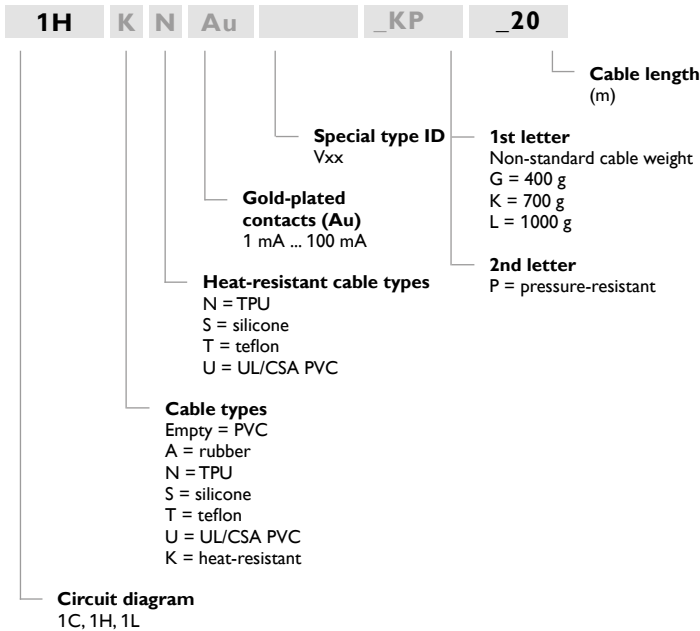 1H K N Au _KP _20
Cable length
(m)
Special type ID
Vxx
1st letter
Non-standard cable weight
G = 400 g
K = 700 g
L = 1000 g
Gold-plated
contacts (Au)
1 mA ... 100 mA
2nd letter
P = pressure-resistant
Heat-resistant cable types
N = TPU
S = silicone
T = teflon
U = UL/CSA PVC
Cable types
Empty = PVC
A = rubber
N = TPU
S = silicone
T = teflon
U = UL/CSA PVC
K = heat-resistant
Circuit diagram
1C, 1H, 1L